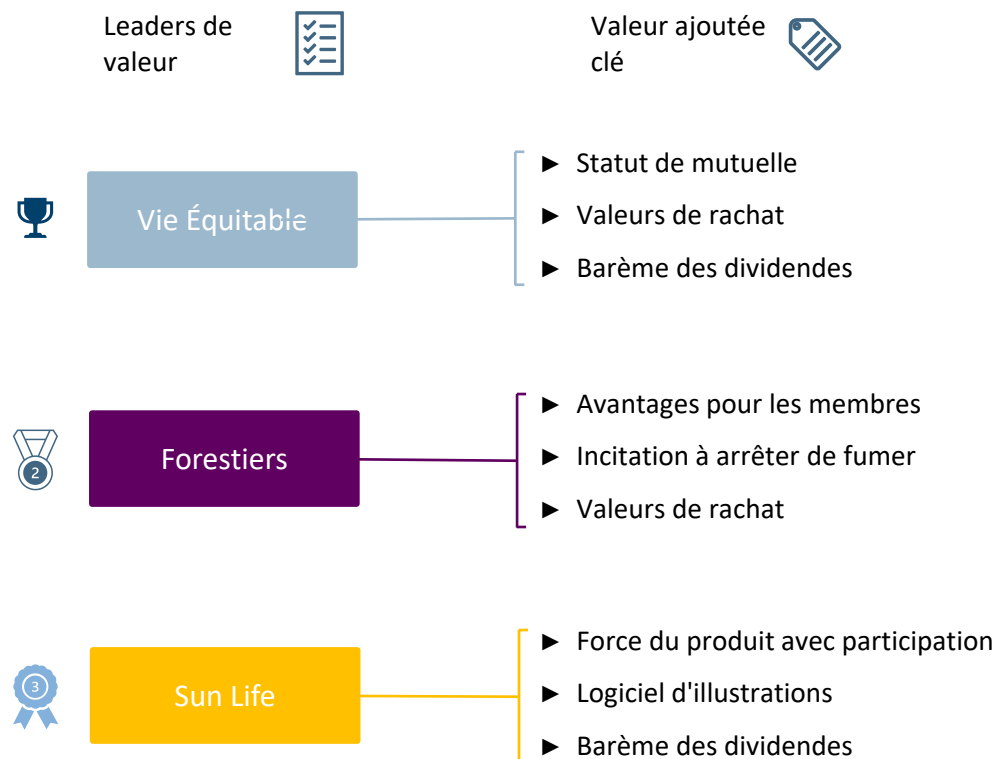 Leaders de
valeur
Valeur ajoutée
clé
Vie Équitable
► Statut de mutuelle
► Valeurs de rachat
► Barème des dividendes
2
Forestiers
► Avantages pour les membres
► Incitation à arrêter de fumer
► Valeurs de rachat
3
Sun Life
► Force du produit avec participation
► Logiciel d'illustrations
► Barème des dividendes